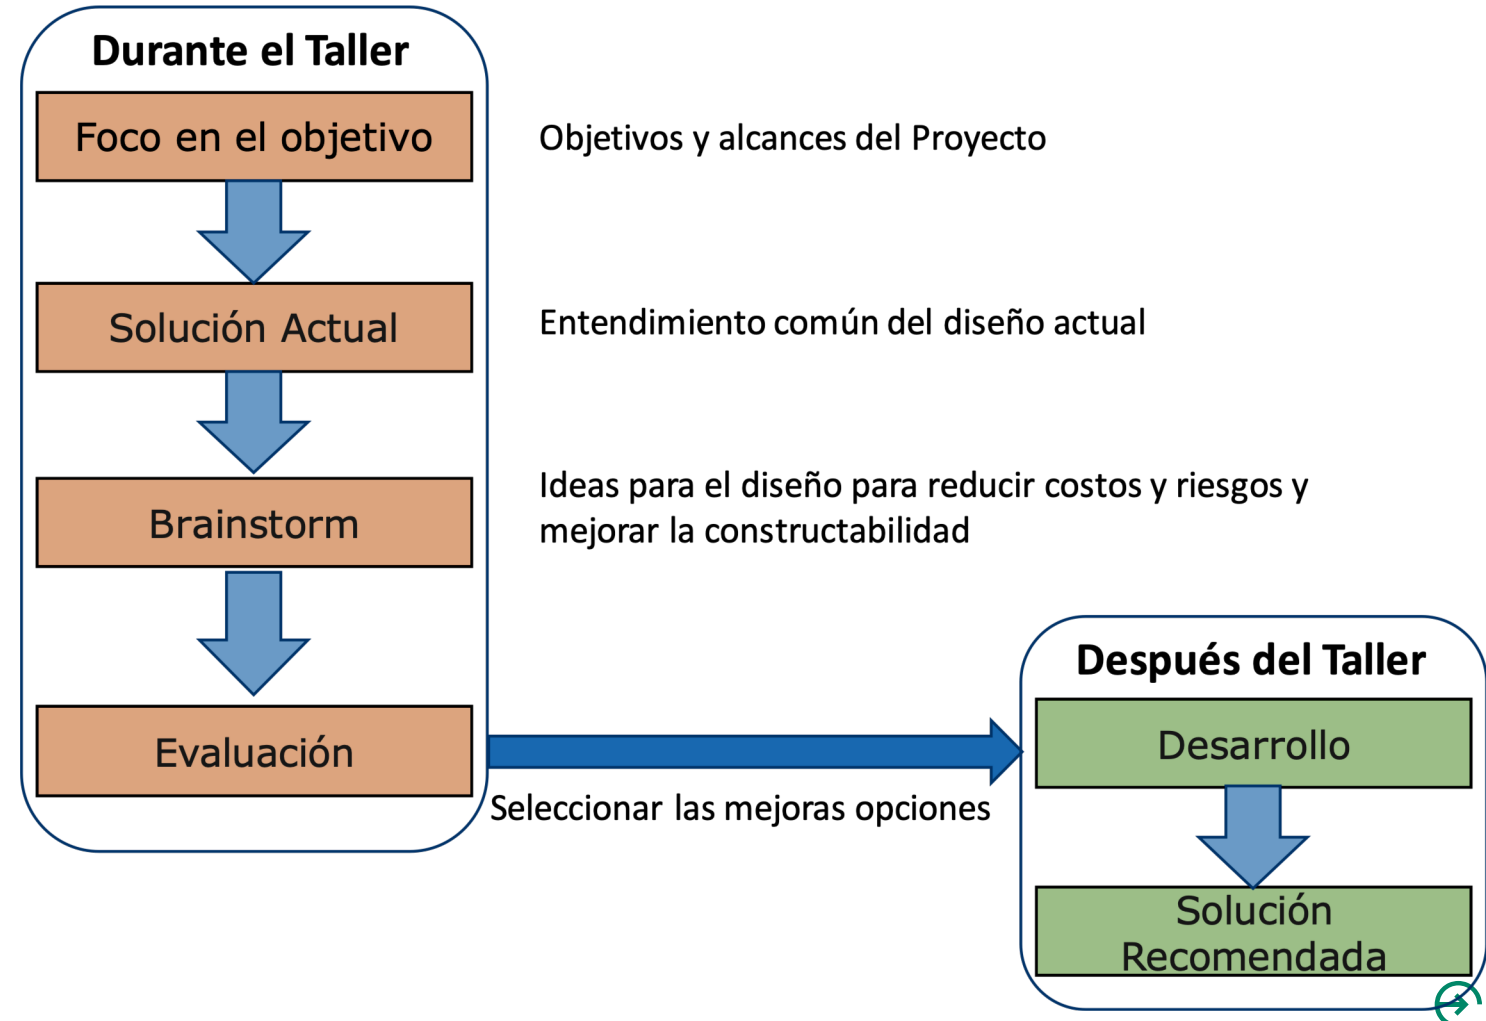 Durante el Taller
Foco en el objetivo
Objetivos y alcances del Proyecto
Solución Actual
Entendimiento común del diseño actual
Brainstorm
Ideas para el diseño para reducir costos y riesgos y
mejorar la constructabilidad
Evaluación
Seleccionar las mejoras opciones
Después del Taller
Desarrollo
Solución
Recomendada